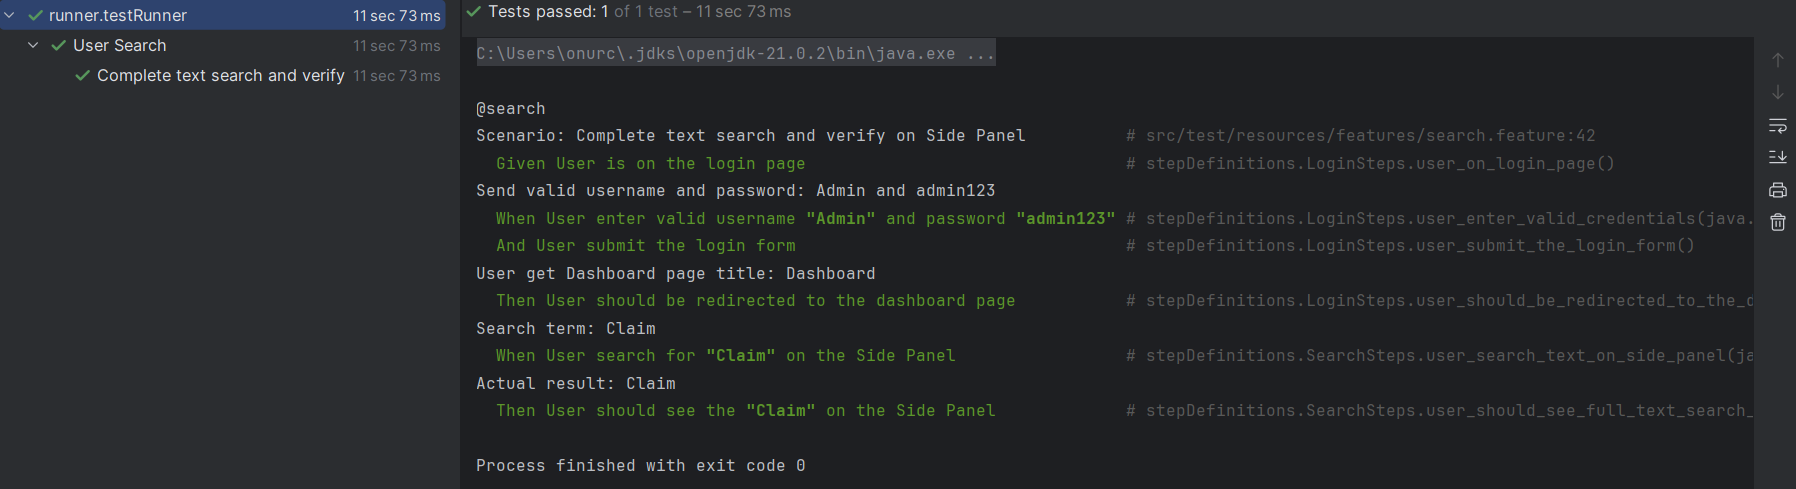 runner.testRunner 11 sec 73 ms
User Search 11 sec 73 ms
Complete text search and verify 11 sec 73 ms
Tests passed: 1 of 1 test – 11 sec 73 ms
C:\Users\onurc\.jdks\openjdk-21.0.2\bin\java.exe ...
@search
Scenario: Complete text search and verify on Side Panel # src/test/resources/features/search.feature:42
Given User is on the login page # stepDefinitions.LoginSteps.user_on_login_page()
Send valid username and password: Admin and admin123
When User enter valid username "Admin" and password "admin123" # stepDefinitions.LoginSteps.user_enter_valid_credentials(java.
And User submit the login form # stepDefinitions.LoginSteps.user_submit_the_login_form()
User get Dashboard page title: Dashboard
Then User should be redirected to the dashboard page # stepDefinitions.LoginSteps.user_should_be_redirected_to_the_d
Search term: Claim
When User search for "Claim" on the Side Panel # stepDefinitions.SearchSteps.user_search_text_on_side_panel(ja
Actual result: Claim
Then User should see the "Claim" on the Side Panel # stepDefinitions.SearchSteps.user_should_see_full_text_search_
Process finished with exit code 0